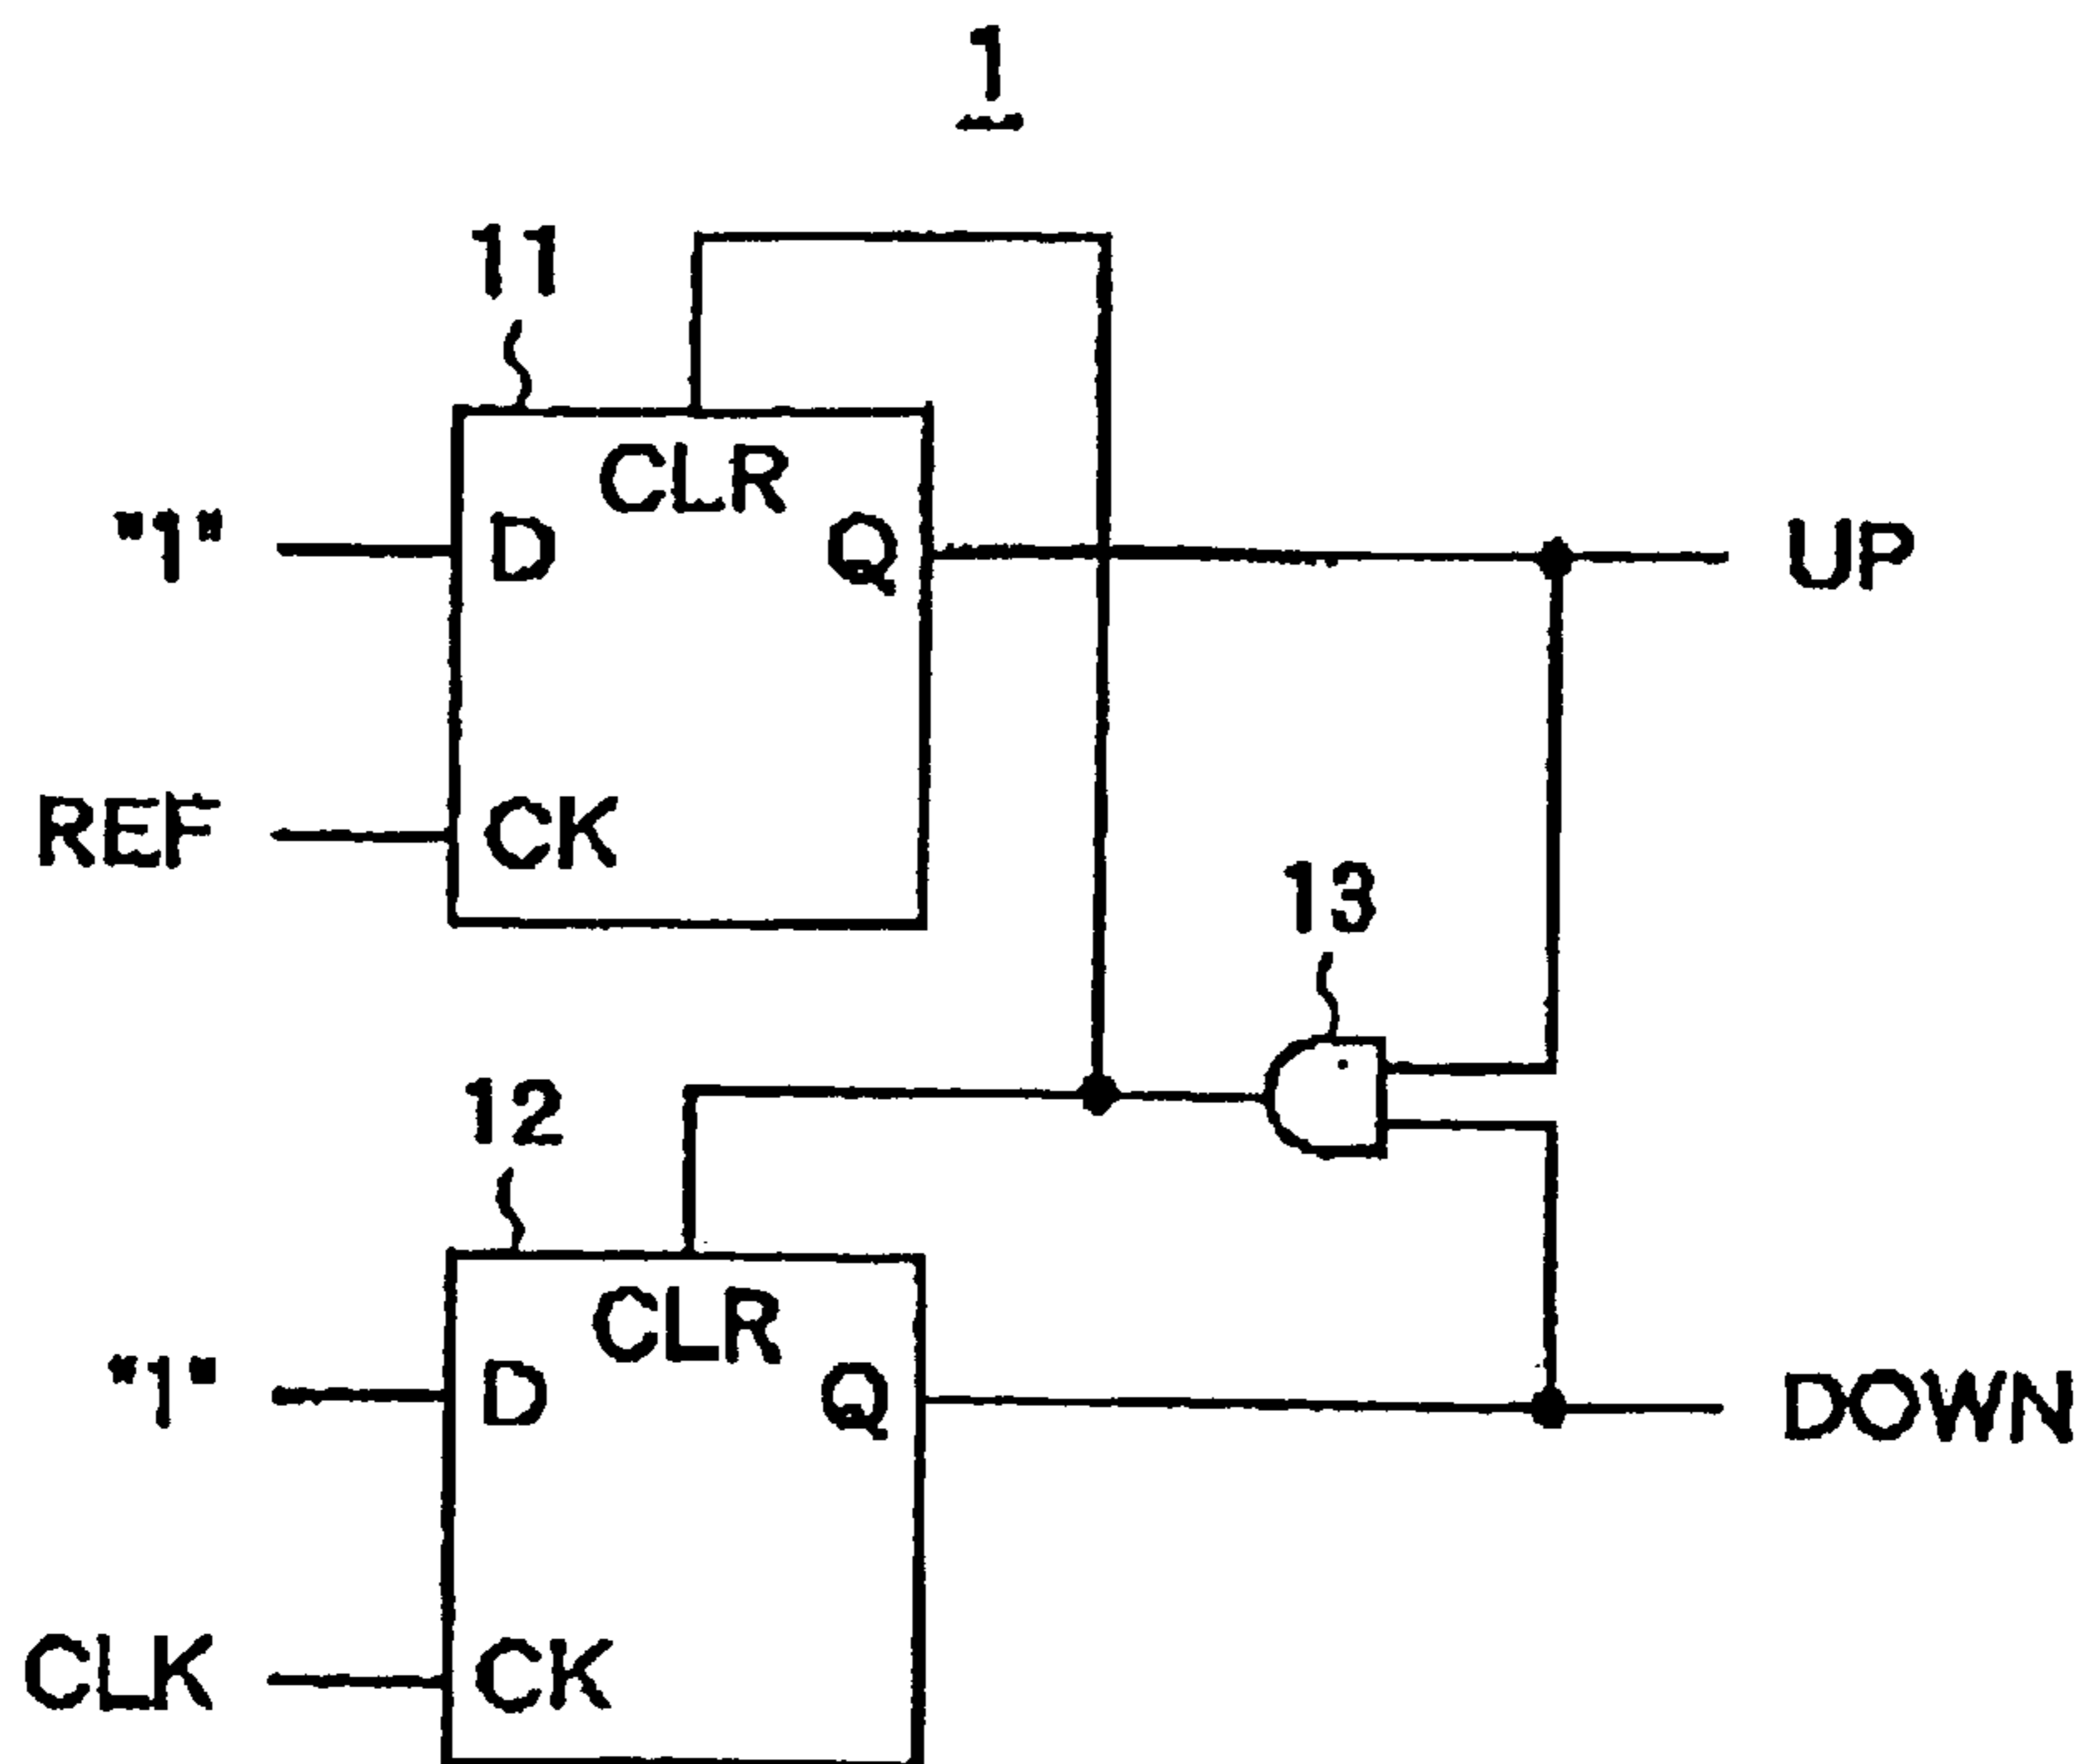 1
11
CLR
"1" D Q UP
REF CK
13
12
CLR
"1" D Q DOWN
CLK CK